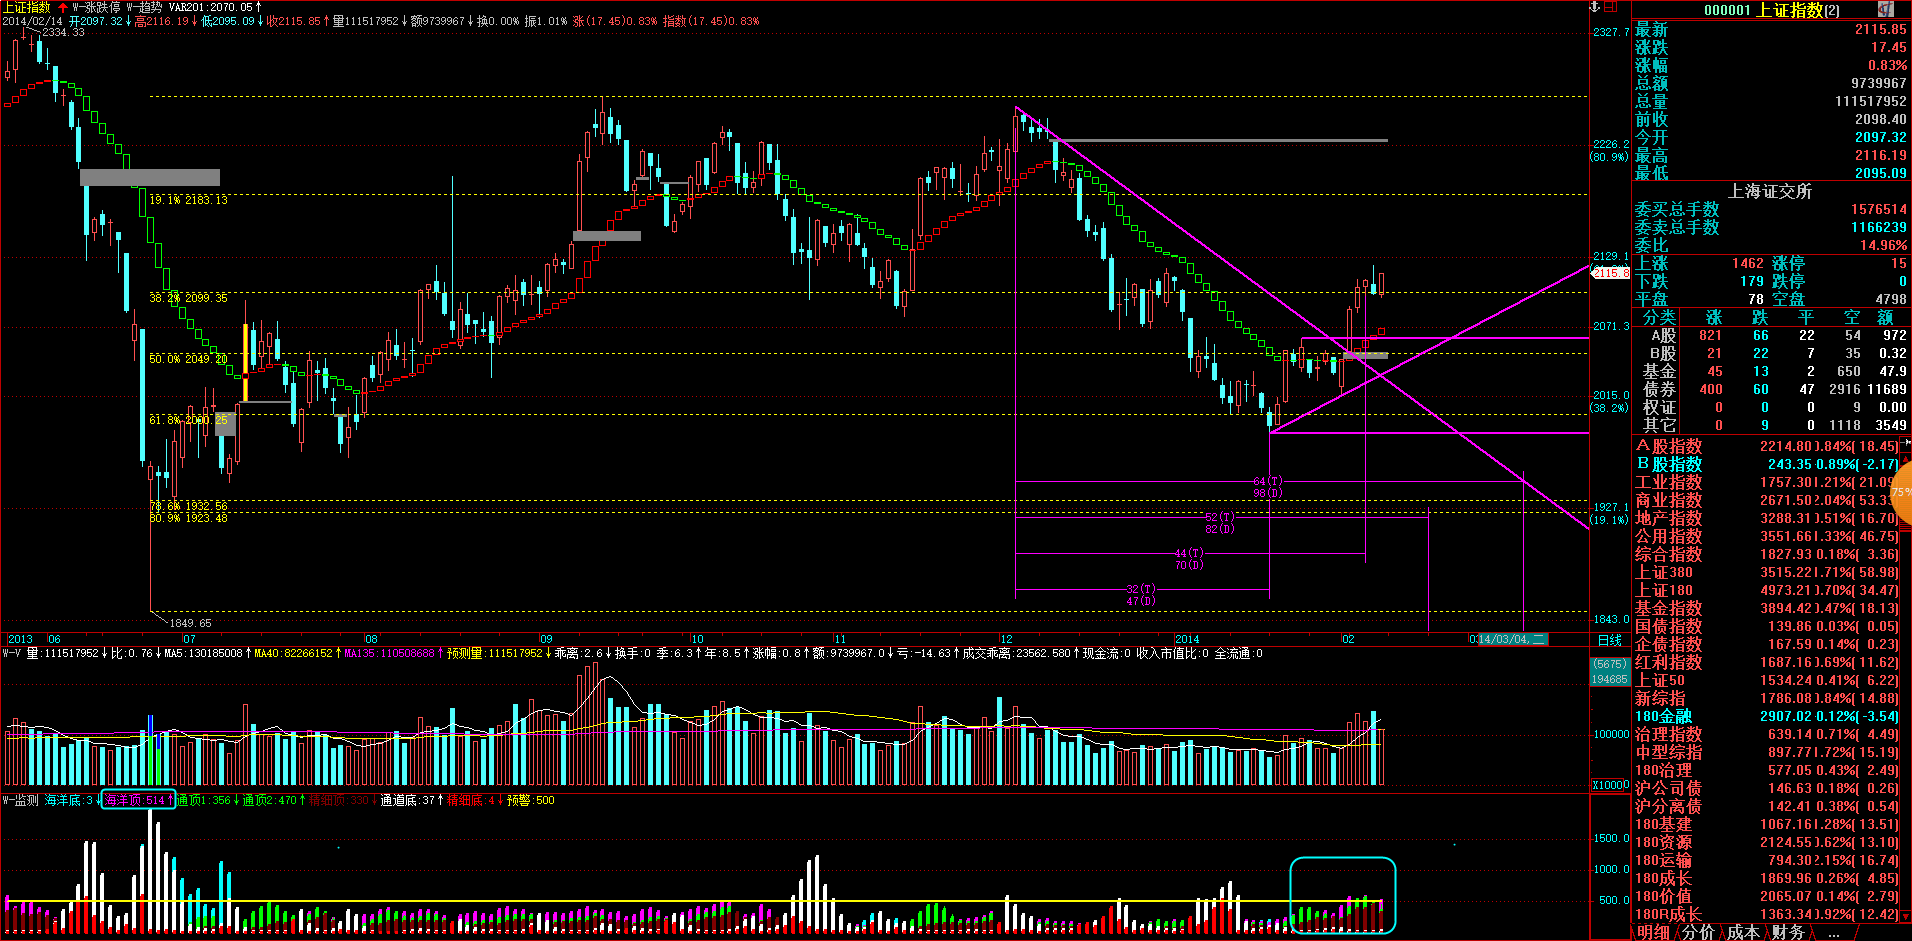 上证指数 W-涨跌停 W-趋势 VAR201:2070.05↑
2014/02/14 开2097.32↓高2116.19↓低2095.09↓收2115.85↑量111517952↓额9739967↓换0.00% 振1.01% 涨(17.45)0.83% 指数(17.45)0.83%
2334.33
19.1% 2183.13
38.2% 2099.35
50.0% 2049.20
61.8% 2000.25
78.6% 1932.56
80.9% 1923.48
1849.65
64(T)
98(D)
52(T)
82(D)
44(T)
70(D)
32(T)
47(D)
2327.7
2226.2
(80.9%)
2129.1
2115.8
2071.3
2015.0
(38.2%)
1927.1
(19.1%)
1843.0
2013 06 07 08 09 10 11 12 2014 02 14/03/04,二 日线
W-V 量:111517952↓比:0.76↓MA5:130185008↑MA40:82266152↑MA135:110508688↑预测量:111517952↓乖离:2.6↓换手:0 季:6.3↑年:8.5↑涨幅:0.8↑额:9739967.0↓亏:-14.63↑成交乖离:23562.580↑现金流:0 收入市值比:0 全流通:0
(5675)
194685
100000
X10000
W-监测 海洋底:3↓海洋顶:514↑通顶1:356↓通顶2:470↑精细顶:330↓通道底:37↑精细底:4↓预警:500
1500.0
1000.0
500.0
000001 上证指数(2)
最新 2115.85
涨跌 17.45
涨幅 0.83%
总额 9739967
总量 111517952
前收 2098.40
今开 2097.32
最高 2116.19
最低 2095.09
上海证交所
委买总手数 1576514
委卖总手数 1166239
委比 14.96%
上涨 1462 涨停 15
下跌 179 跌停 0
平盘 78 空盘 4798
分类 涨 跌 平 空 额
A股 821 66 22 54 972
B股 21 22 7 35 0.32
基金 45 13 2 650 47.9
债券 400 60 47 2916 11689
权证 0 0 0 9 0.00
其它 0 9 0 1118 3549
A股指数 2214.80 0.84%( 18.45)
B股指数 243.35 0.89%( -2.17)
工业指数 1757.30 1.21%( 21.09
商业指数 2671.50 2.04%( 53.33
地产指数 3288.31 0.51%( 16.70)
公用指数 3551.66 1.33%( 46.75)
综合指数 1827.93 0.18%( 3.36)
上证380 3515.22 1.71%( 58.98)
上证180 4973.21 0.70%( 34.47)
基金指数 3894.42 0.47%( 18.13)
国债指数 139.86 0.03%( 0.05)
企债指数 167.59 0.14%( 0.23)
红利指数 1687.16 0.69%( 11.62)
上证50 1534.24 0.41%( 6.22)
新综指 1786.08 0.84%( 14.88)
180金融 2907.02 0.12%( -3.54)
治理指数 639.14 0.71%( 4.49)
中型综指 897.77 1.72%( 15.19)
180治理 577.05 0.43%( 2.49)
沪公司债 146.63 0.18%( 0.26)
沪分离债 142.41 0.38%( 0.54)
180基建 1067.16 1.28%( 13.51)
180资源 2124.55 0.62%( 13.10)
180运输 794.30 2.15%( 16.74)
180成长 1869.96 0.26%( 4.85)
180价值 2065.07 0.14%( 2.79)
180R成长 1363.34 0.92%( 12.42)
明细 分价 成本 财务 ...
75%